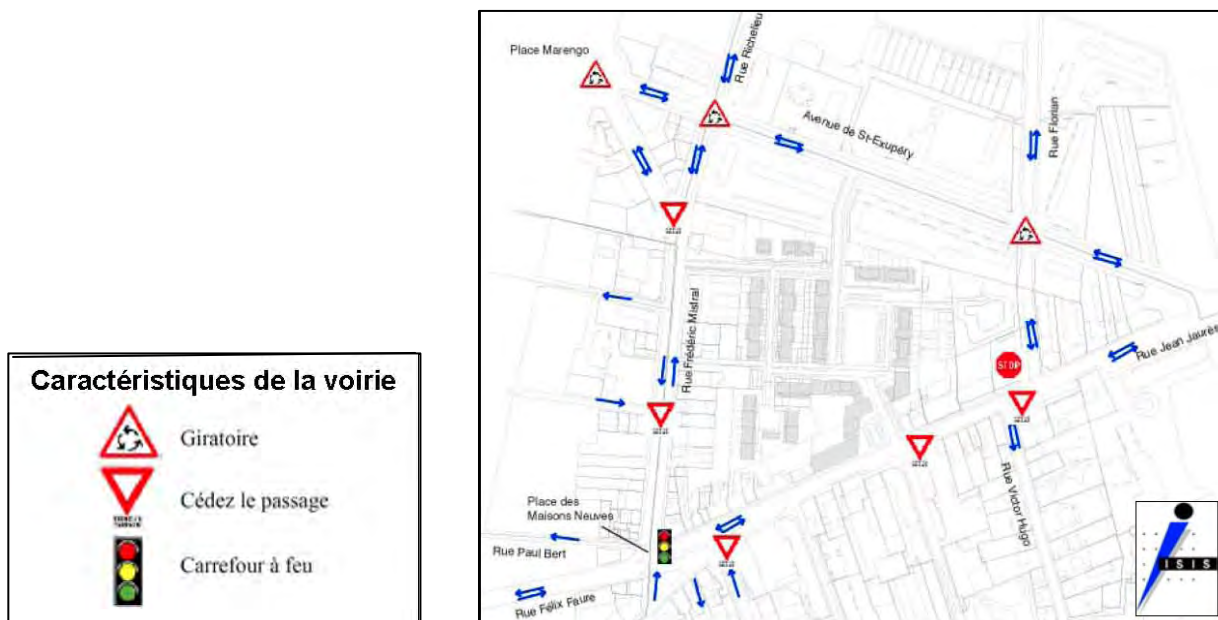 Caractéristiques de la voirie
Giratoire
Cédez le passage
Carrefour à feu
Place Marengo
Rue Richelieu
Avenue de St-Exupéry
Rue Florian
Rue Frédéric Mistral
Rue Jean Jaurès
STOP
Place des
Maisons Neuves
Rue Paul Bert
Rue Félix Faure
Rue Victor Hugo
ISIS